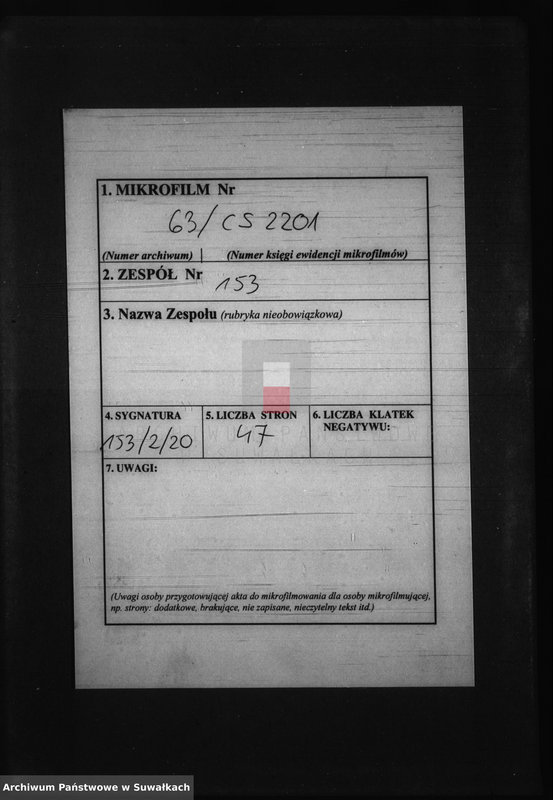 1. MIKROFILM Nr
63/CS 2201
(Numer archiwum) | (Numer księgi ewidencji mikrofilmów)
2. ZESPÓŁ Nr 153
3. Nazwa Zespołu (rubryka nieobowiązkowa)
4. SYGNATURA
153/2/20
5. LICZBA STRON
47
6. LICZBA KLATEK
NEGATYWU:
7. UWAGI:
(Uwagi osoby przygotowującej akta do mikrofilmowania dla osoby mikrofilmującej,
np. strony: dodatkowe, brakujące, nie zapisane, nieczytelny tekst itd.)
Archiwum Państwowe w Suwałkach